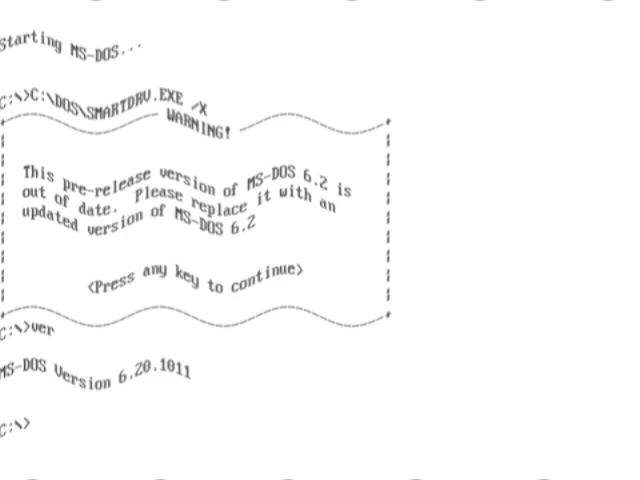 Starting MS-DOS...
C:\>C:\DOS\SMARTDRV.EXE /X
WARNING!
This pre-release version of MS-DOS 6.2 is
out of date. Please replace it with an
updated version of MS-DOS 6.2
<Press any key to continue>
C:\>ver
MS-DOS Version 6.20.1011
C:\>